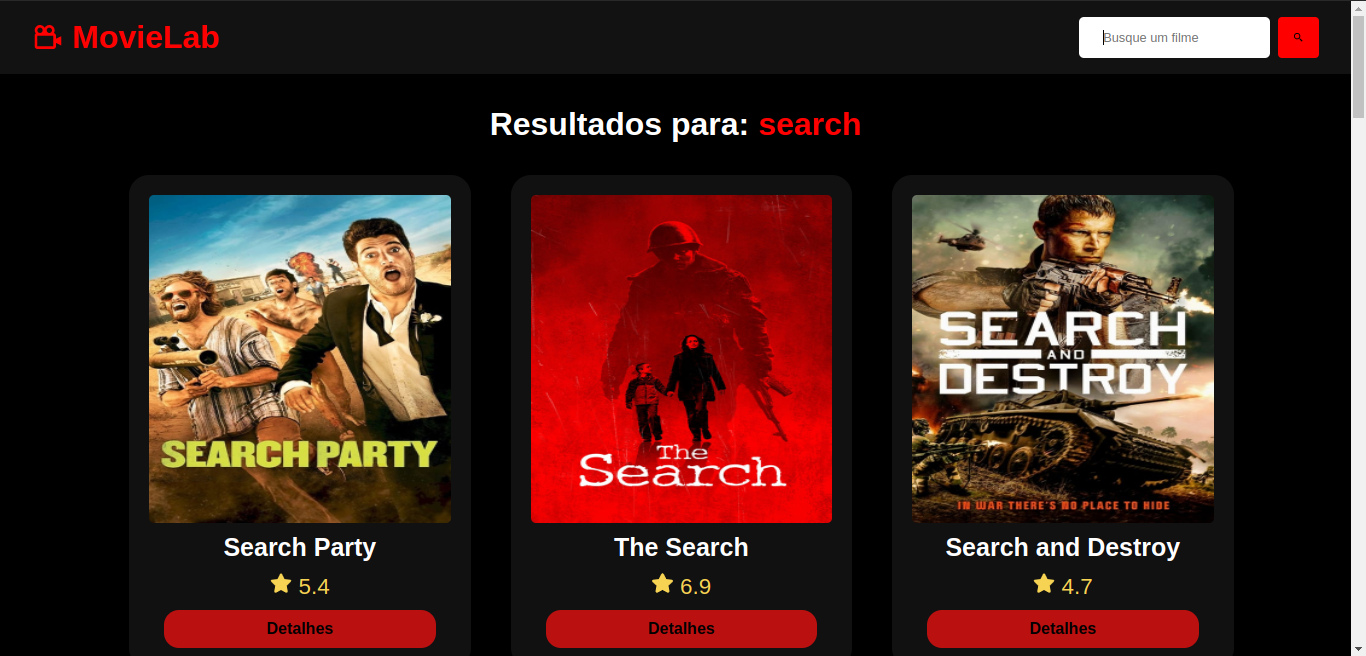 MovieLab
Busque um filme
Resultados para: search
SEARCH PARTY
The
Search
SEARCH
AND
DESTROY
IN WAR THERE'S NO PLACE TO HIDE
Search Party
The Search
Search and Destroy
5.4
6.9
4.7
Detalhes
Detalhes
Detalhes